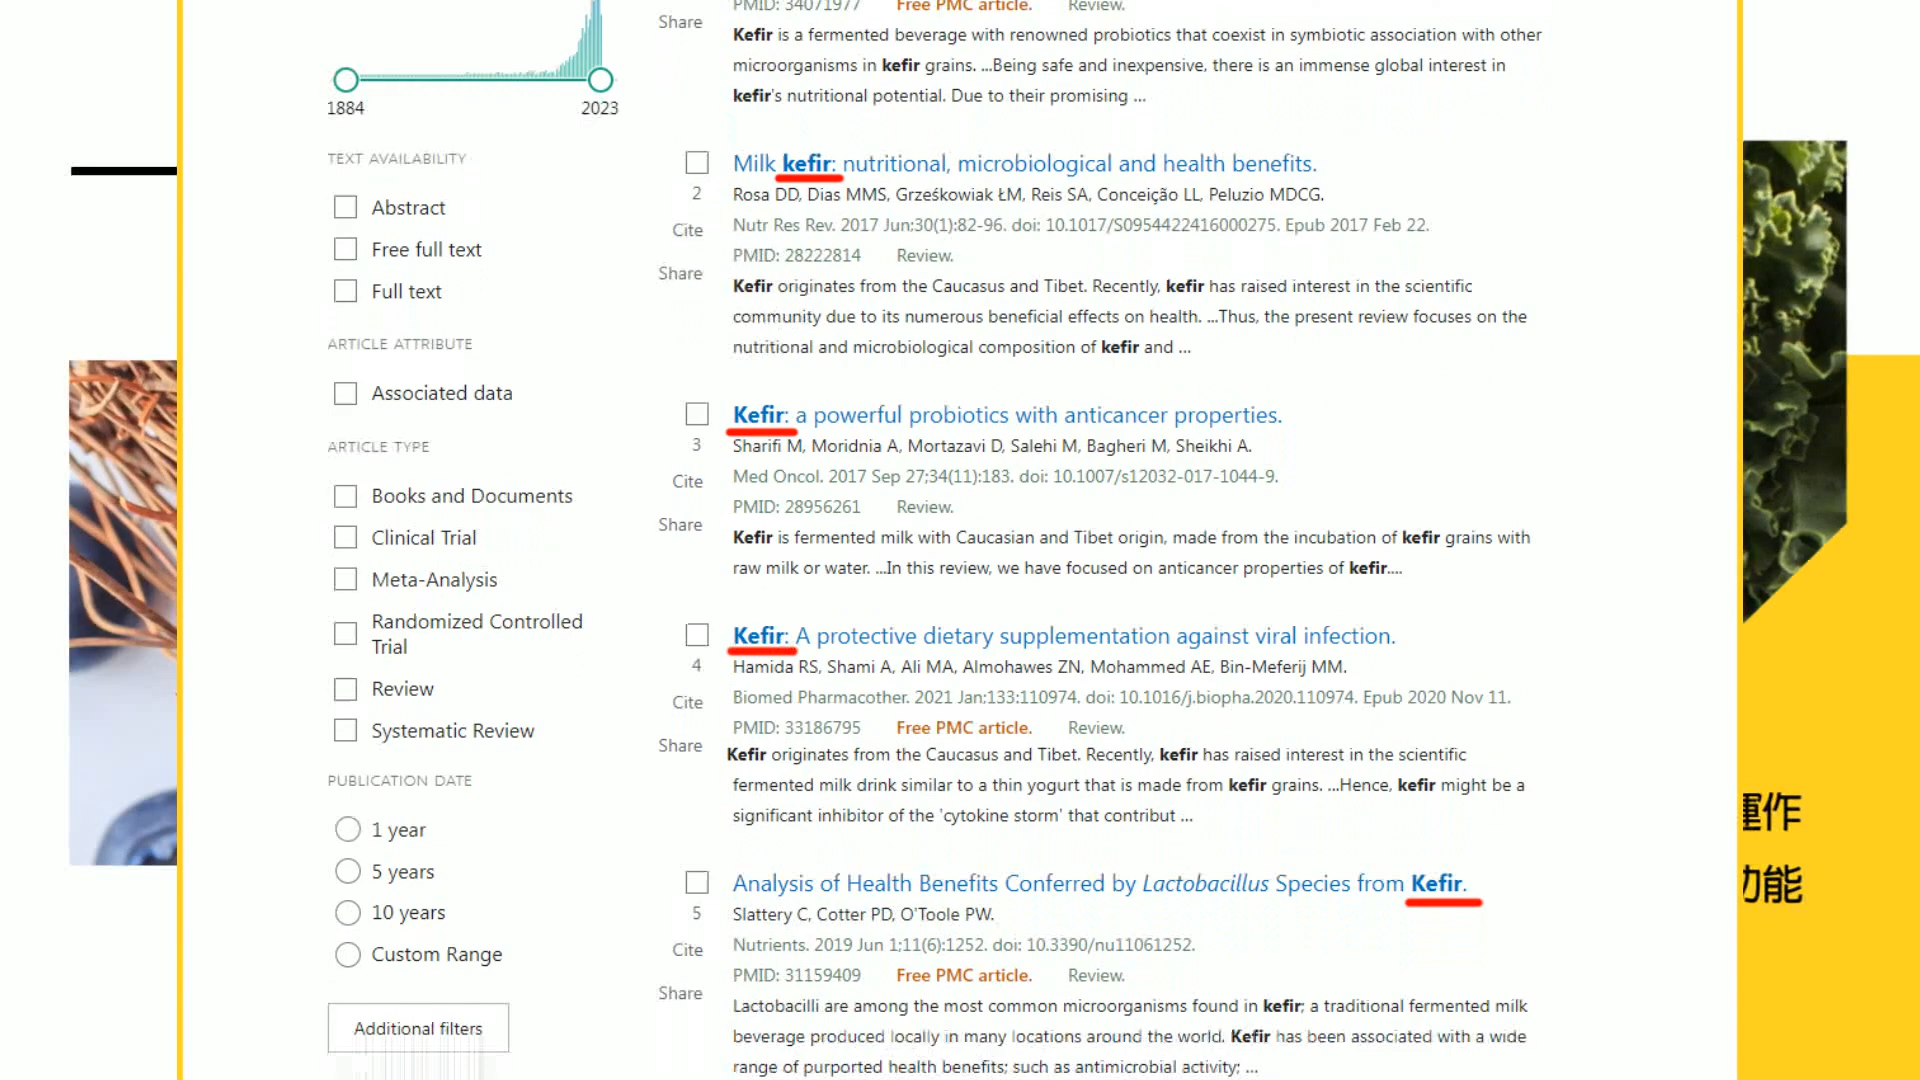 1884
2023
TEXT AVAILABILITY
Abstract
Free full text
Full text
ARTICLE ATTRIBUTE
Associated data
ARTICLE TYPE
Books and Documents
Clinical Trial
Meta-Analysis
Randomized Controlled
Trial
Review
Systematic Review
PUBLICATION DATE
1 year
5 years
10 years
Custom Range
Additional filters
PMID: 34071977 Free PMC article. Review.
Share
Kefir is a fermented beverage with renowned probiotics that coexist in symbiotic association with other
microorganisms in kefir grains. ...Being safe and inexpensive, there is an immense global interest in
kefir's nutritional potential. Due to their promising ...
Milk kefir: nutritional, microbiological and health benefits.
2
Rosa DD, Dias MMS, Grześkowiak ŁM, Reis SA, Conceição LL, Peluzio MDCG.
Cite
Nutr Res Rev. 2017 Jun;30(1):82-96. doi: 10.1017/S0954422416000275. Epub 2017 Feb 22.
PMID: 28222814 Review.
Share
Kefir originates from the Caucasus and Tibet. Recently, kefir has raised interest in the scientific
community due to its numerous beneficial effects on health. ...Thus, the present review focuses on the
nutritional and microbiological composition of kefir and ...
Kefir: a powerful probiotics with anticancer properties.
3
Sharifi M, Moridnia A, Mortazavi D, Salehi M, Bagheri M, Sheikhi A.
Cite
Med Oncol. 2017 Sep 27;34(11):183. doi: 10.1007/s12032-017-1044-9.
PMID: 28956261 Review.
Share
Kefir is fermented milk with Caucasian and Tibet origin, made from the incubation of kefir grains with
raw milk or water. ...In this review, we have focused on anticancer properties of kefir....
Kefir: A protective dietary supplementation against viral infection.
4
Hamida RS, Shami A, Ali MA, Almohawes ZN, Mohammed AE, Bin-Meferij MM.
Cite
Biomed Pharmacother. 2021 Jan;133:110974. doi: 10.1016/j.biopha.2020.110974. Epub 2020 Nov 11.
PMID: 33186795 Free PMC article. Review.
Share
Kefir originates from the Caucasus and Tibet. Recently, kefir has raised interest in the scientific
fermented milk drink similar to a thin yogurt that is made from kefir grains. ...Hence, kefir might be a
significant inhibitor of the 'cytokine storm' that contribut ...
Analysis of Health Benefits Conferred by Lactobacillus Species from Kefir.
5
Slattery C, Cotter PD, O'Toole PW.
Cite
Nutrients. 2019 Jun 1;11(6):1252. doi: 10.3390/nu11061252.
PMID: 31159409 Free PMC article. Review.
Share
Lactobacilli are among the most common microorganisms found in kefir; a traditional fermented milk
beverage produced locally in many locations around the world. Kefir has been associated with a wide
range of purported health benefits; such as antimicrobial activity; ...
運作
功能